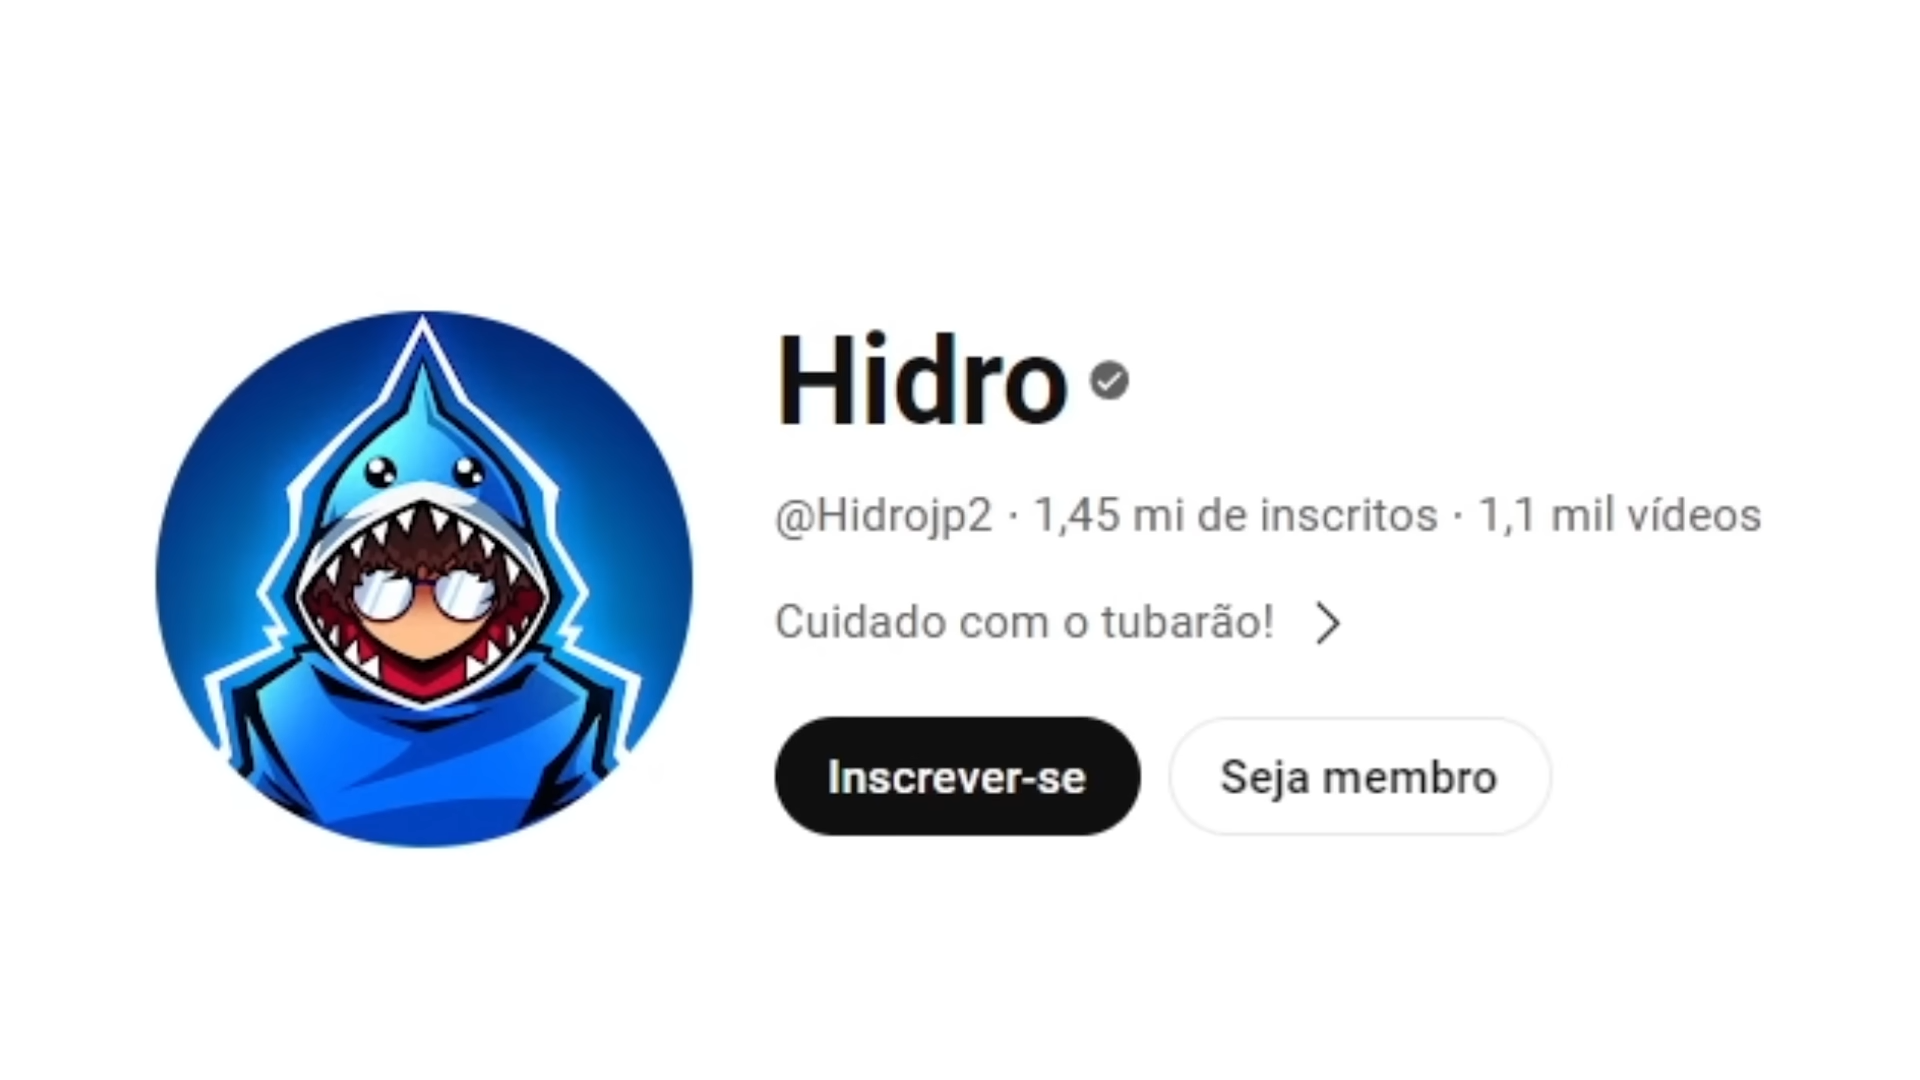 Hidro
@Hidrojp2 · 1,45 mi de inscritos · 1,1 mil vídeos
Cuidado com o tubarão!
Inscrever-se
Seja membro